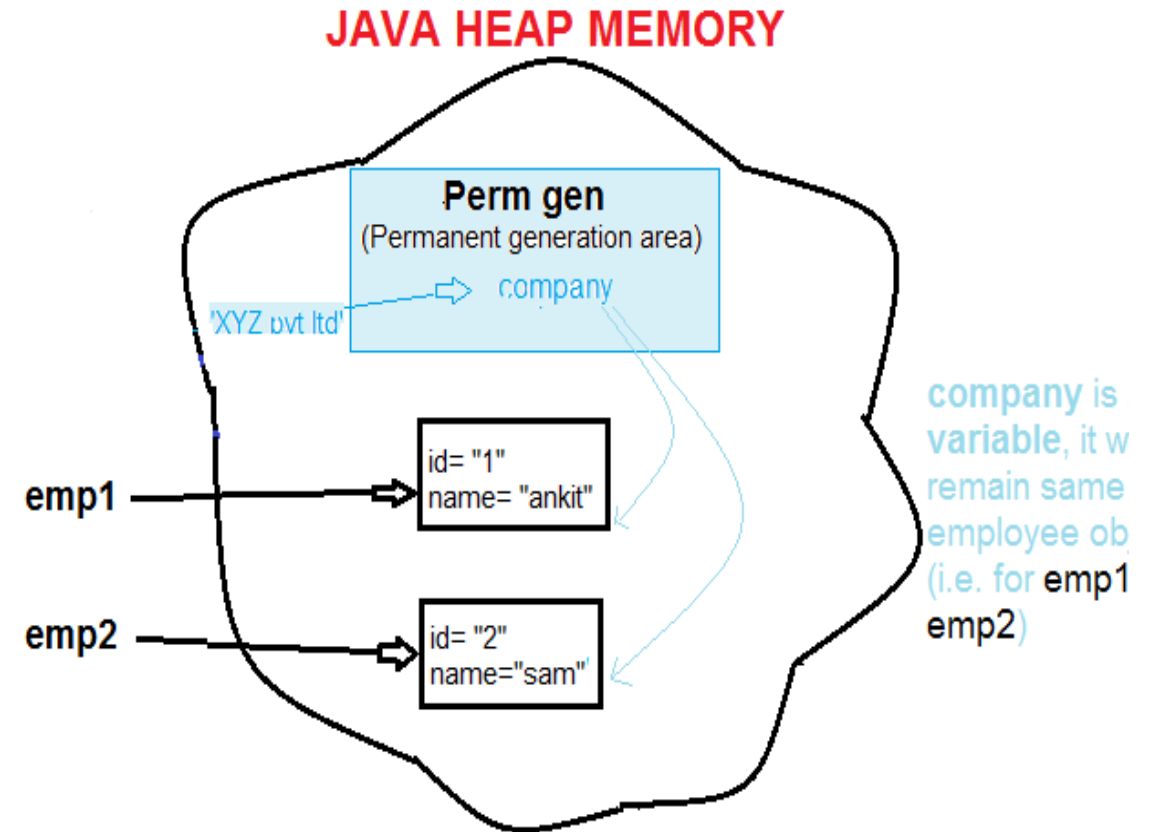 JAVA HEAP MEMORY
Perm gen
(Permanent generation area)
company
'XYZ pvt ltd'
id= "1"
name= "ankit"
emp1
emp2
id= "2"
name="sam"
company is
variable, it w
remain same
employee ob
(i.e. for emp1
emp2)